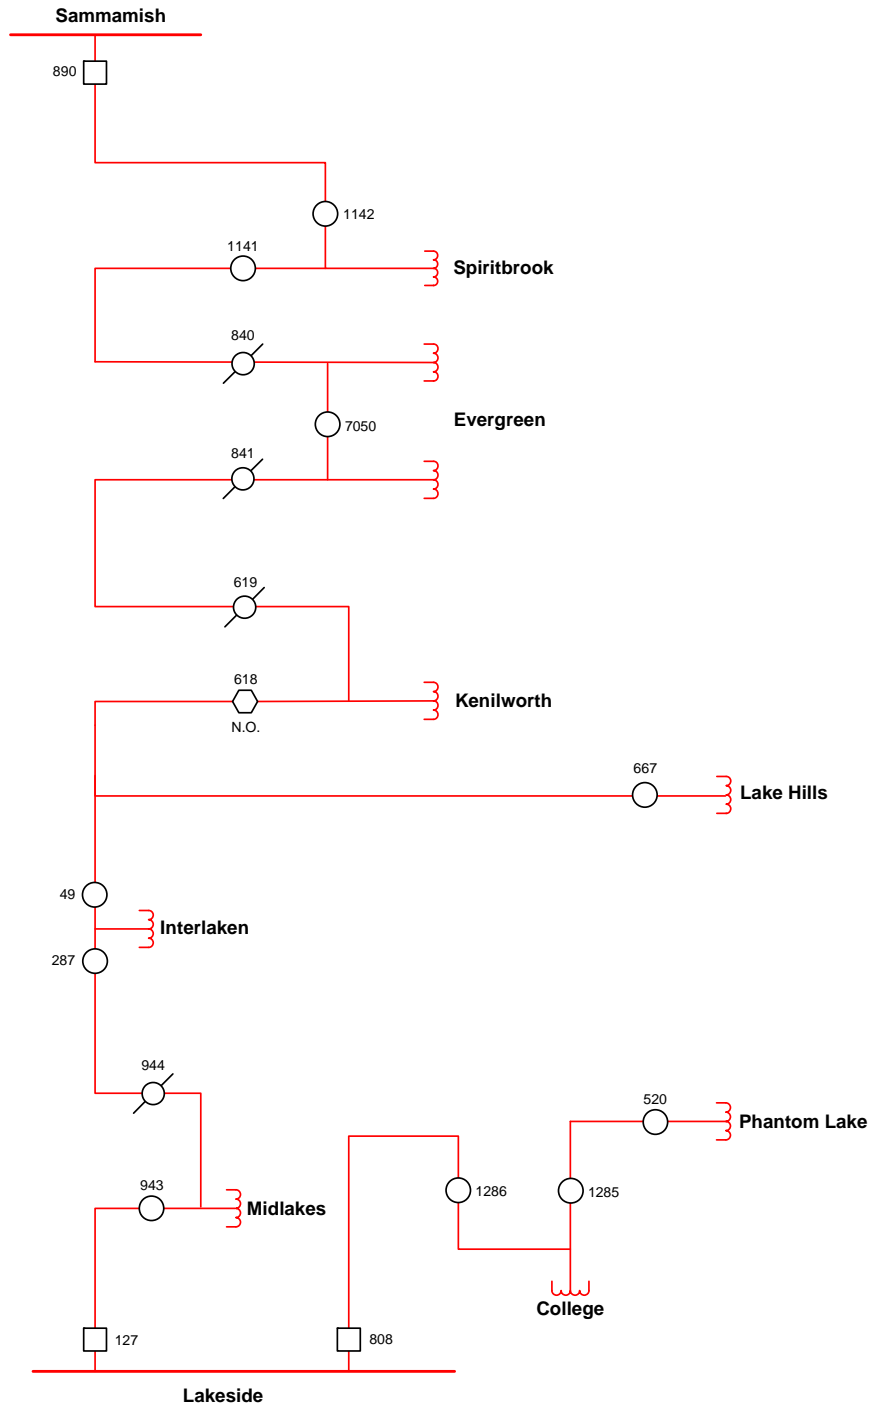 Sammamish
890
1142
1141
Spiritbrook
840
Evergreen
7050
841
619
618
Kenilworth
N.O.
667
Lake Hills
49
Interlaken
287
944
520
Phantom Lake
943
1286
1285
Midlakes
College
127
808
Lakeside